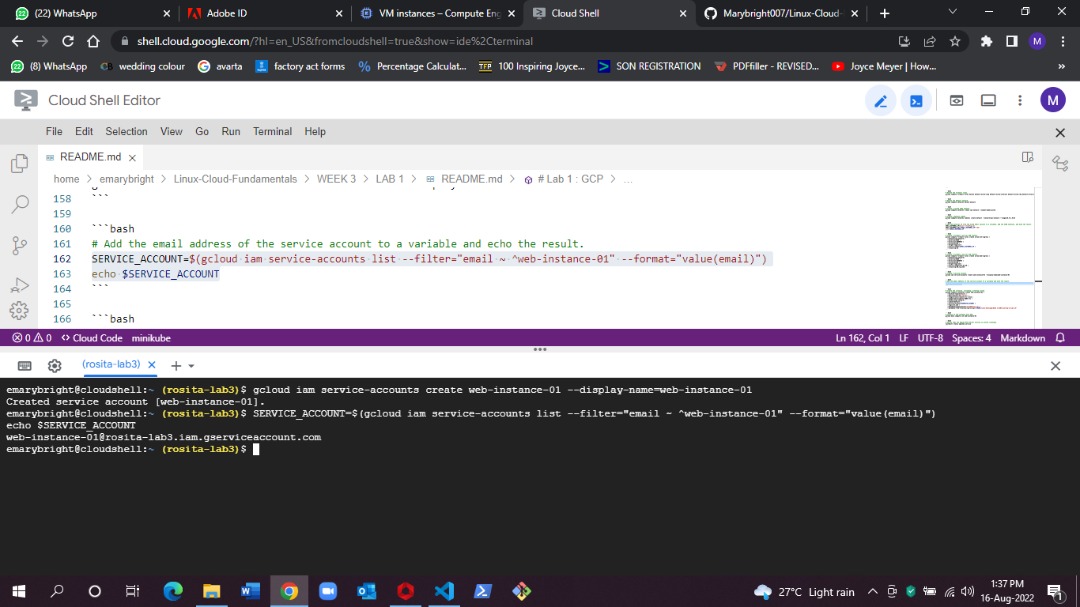 (22) WhatsApp
Adobe ID
VM instances – Compute Eng
Cloud Shell
Marybright007/Linux-Cloud-
shell.cloud.google.com/?hl=en_US&fromcloudshell=true&show=ide%2Cterminal
M
(8) WhatsApp
wedding colour
avarta
factory act forms
Percentage Calculat...
100 Inspiring Joyce...
SON REGISTRATION
PDFfiller - REVISED...
Joyce Meyer | How...
»
Cloud Shell Editor
M
File Edit Selection View Go Run Terminal Help
README.md
home > emarybright > Linux-Cloud-Fundamentals > WEEK 3 > LAB 1 > README.md > # Lab 1 : GCP > ...
158 ```
159
160 ```bash
161 # Add the email address of the service account to a variable and echo the result.
162 SERVICE_ACCOUNT=$(gcloud iam service-accounts list --filter="email ~ ^web-instance-01" --format="value(email)")
163 echo $SERVICE_ACCOUNT
164 ```
165
166 ```bash
0 0 Cloud Code minikube
Ln 162, Col 1 LF UTF-8 Spaces: 4 Markdown
(rosita-lab3)
emarybright@cloudshell:~ (rosita-lab3)$ gcloud iam service-accounts create web-instance-01 --display-name=web-instance-01
Created service account [web-instance-01].
emarybright@cloudshell:~ (rosita-lab3)$ SERVICE_ACCOUNT=$(gcloud iam service-accounts list --filter="email ~ ^web-instance-01" --format="value(email)")
echo $SERVICE_ACCOUNT
web-instance-01@rosita-lab3.iam.gserviceaccount.com
emarybright@cloudshell:~ (rosita-lab3)$
27°C Light rain
1:37 PM
16-Aug-2022
1